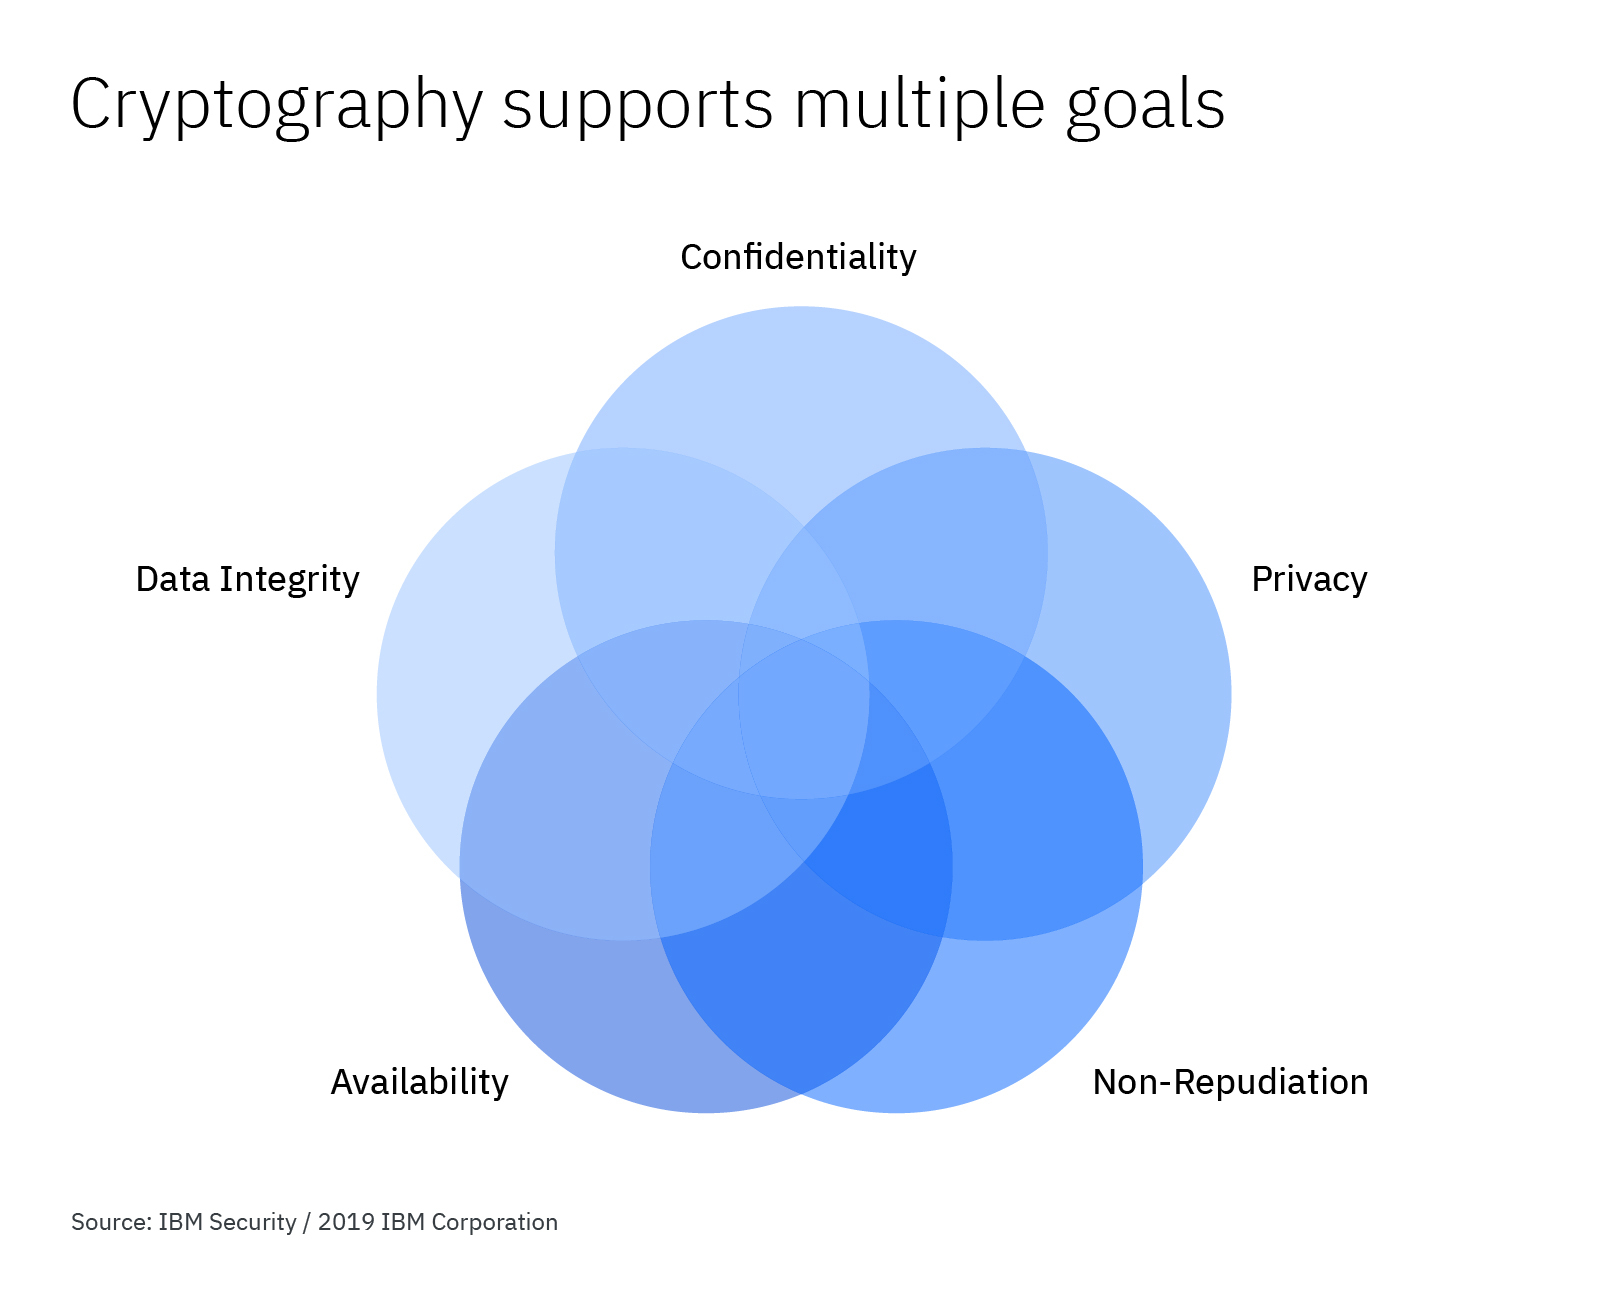 Cryptography supports multiple goals
Confidentiality
Data Integrity
Privacy
Availability
Non-Repudiation
Source: IBM Security / 2019 IBM Corporation